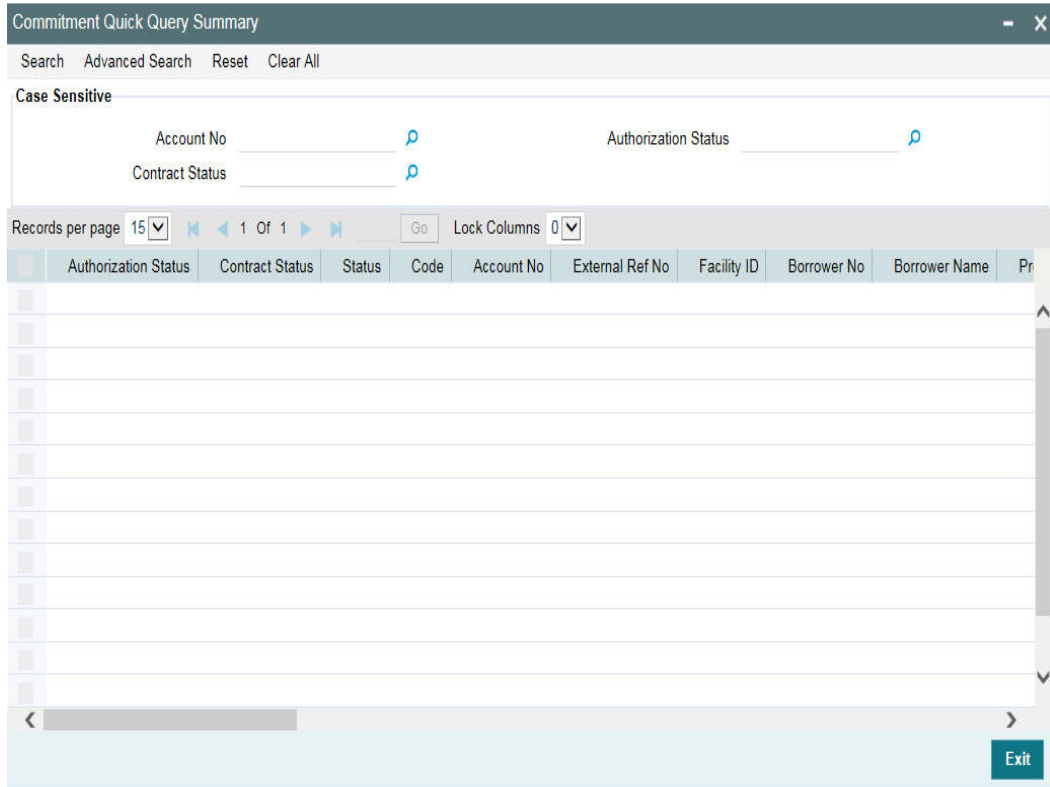 Commitment Quick Query Summary
Search Advanced Search Reset Clear All
Case Sensitive
Account No Authorization Status
Contract Status
Records per page 15 1 Of 1 Go Lock Columns 0
Authorization Status Contract Status Status Code Account No External Ref No Facility ID Borrower No Borrower Name Pr
Exit